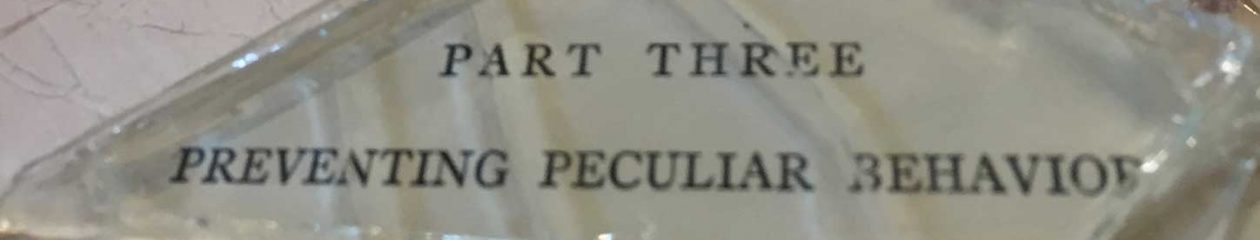 PART THREE
PREVENTING PECULIAR BEHAVIOR